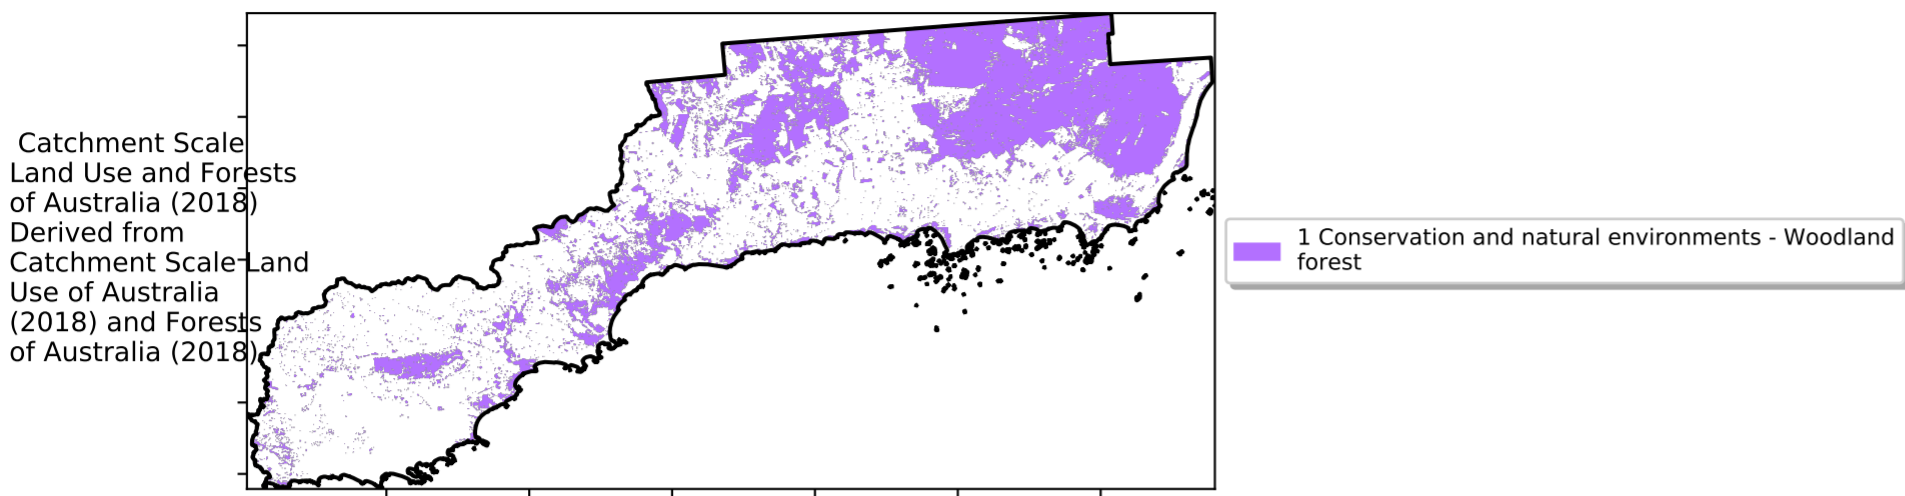 Catchment Scale
Land Use and Forests
of Australia (2018)
Derived from
Catchment Scale Land
Use of Australia
(2018) and Forests
of Australia (2018)
1 Conservation and natural environments - Woodland
forest